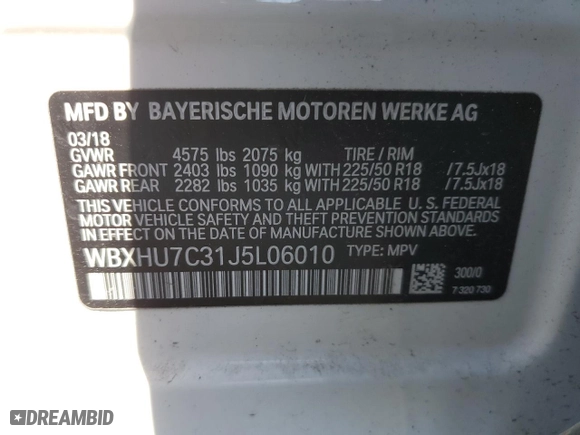 MFD BY BAYERISCHE MOTOREN WERKE AG
03/18
GVWR 4575 lbs 2075 kg TIRE / RIM
GAWR FRONT 2403 lbs 1090 kg WITH 225/50 R18 /7.5Jx18
GAWR REAR 2282 lbs 1035 kg WITH 225/50 R18 /7.5Jx18
THIS VEHICLE CONFORMS TO ALL APPLICABLE U. S. FEDERAL
MOTOR VEHICLE SAFETY AND THEFT PREVENTION STANDARDS
IN EFFECT ON THE DATE OF MANUFACTURE SHOWN ABOVE.
WBXHU7C31J5L06010 TYPE: MPV
300/0
7 320 730
DREAMBID